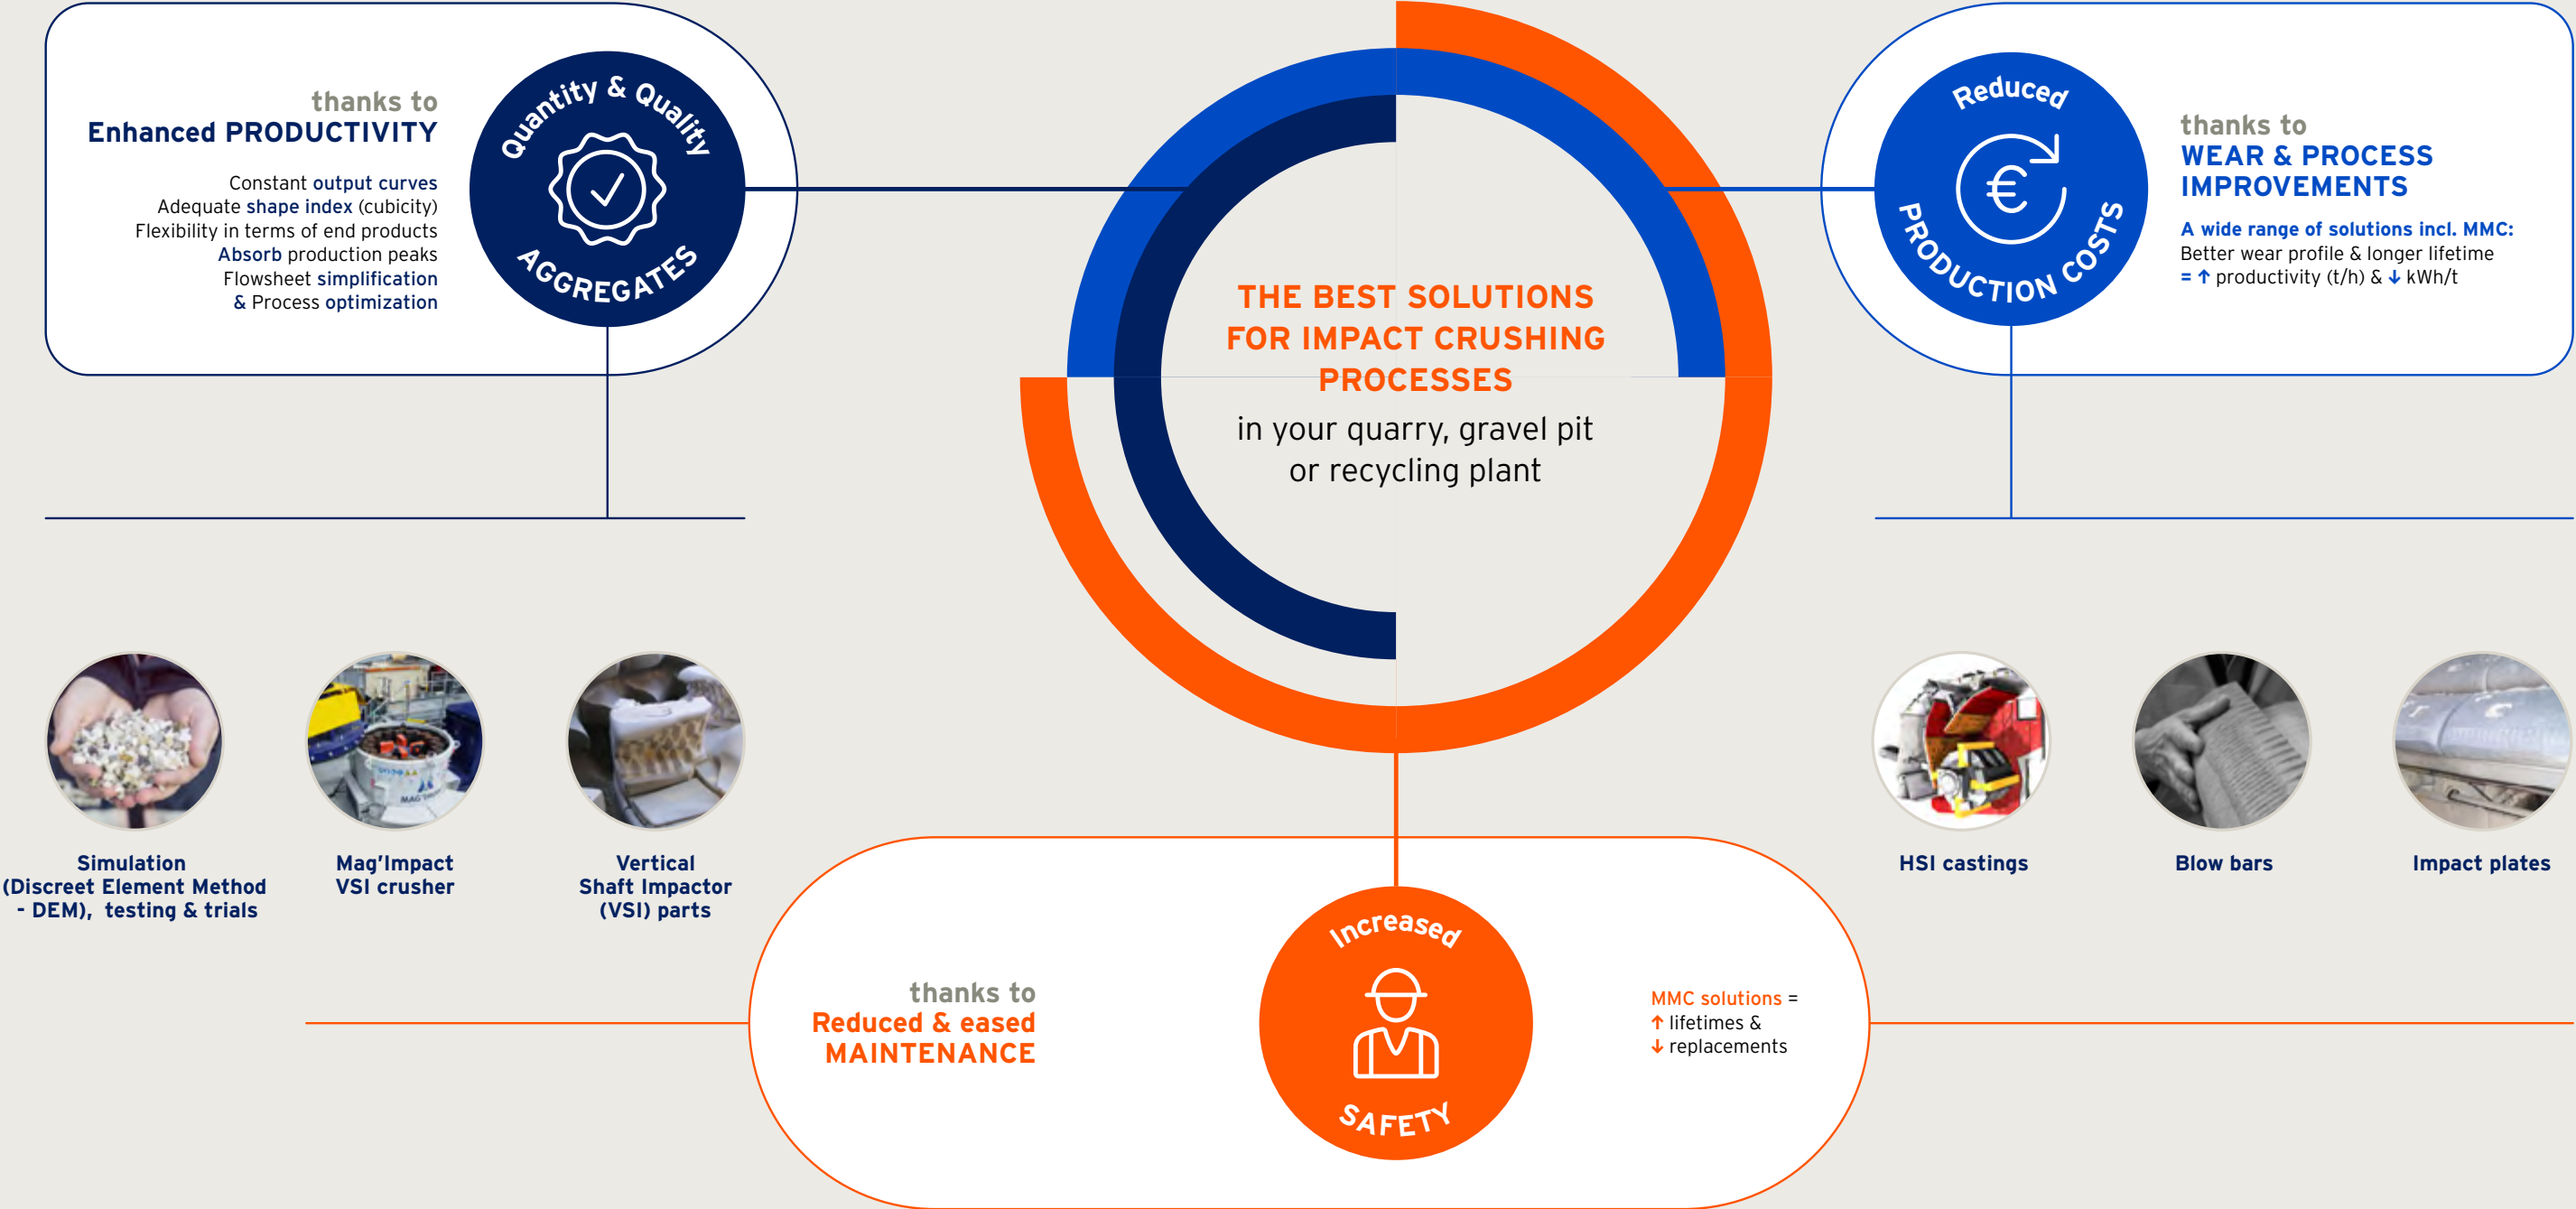 thanks to
Enhanced PRODUCTIVITY
Constant output curves
Adequate shape index (cubicity)
Flexibility in terms of end products
Absorb production peaks
Flowsheet simplification
& Process optimization
Quantity & Quality
AGGREGATES
THE BEST SOLUTIONS
FOR IMPACT CRUSHING
PROCESSES
in your quarry, gravel pit
or recycling plant
Reduced
€
PRODUCTION COSTS
thanks to
WEAR & PROCESS
IMPROVEMENTS
A wide range of solutions incl. MMC:
Better wear profile & longer lifetime
= ↑ productivity (t/h) & ↓ kWh/t
Simulation
(Discreet Element Method
- DEM), testing & trials
MAG'Impact
Mag'Impact
VSI crusher
Vertical
Shaft Impactor
(VSI) parts
HSI castings
Blow bars
Impact plates
thanks to
Reduced & eased
MAINTENANCE
Increased
SAFETY
MMC solutions =
↑ lifetimes &
↓ replacements